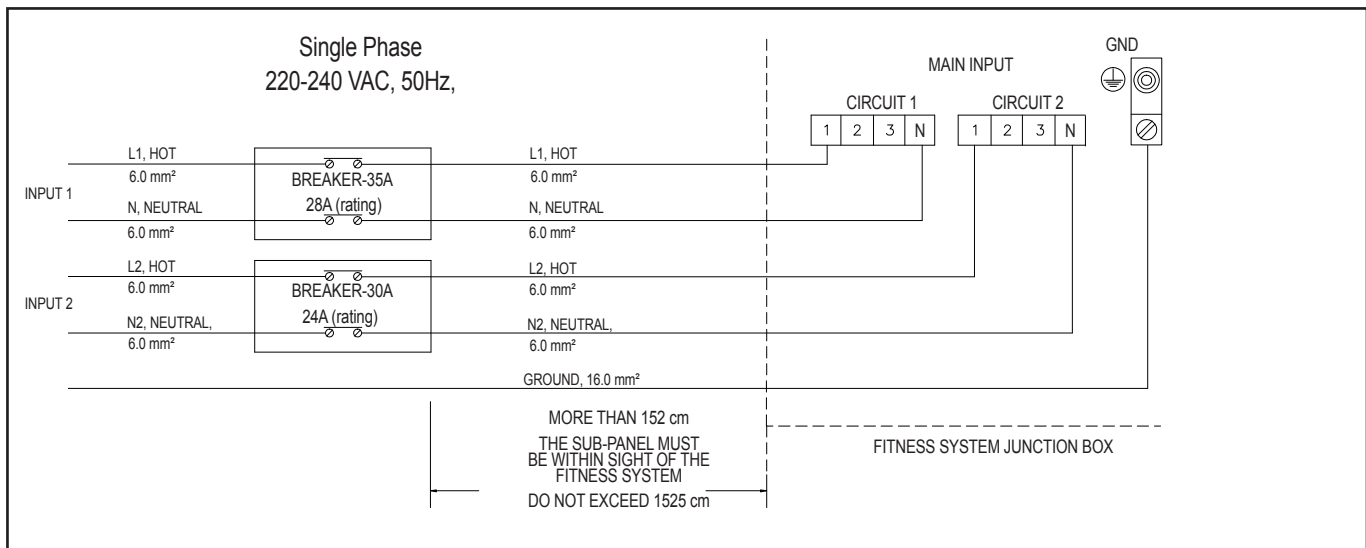 Single Phase
220-240 VAC, 50Hz,
GND
MAIN INPUT
CIRCUIT 1
CIRCUIT 2
1 2 3 N
1 2 3 N
INPUT 1
L1, HOT
6.0 mm²
N, NEUTRAL
6.0 mm²
BREAKER-35A
28A (rating)
L1, HOT
6.0 mm²
N, NEUTRAL
6.0 mm²
INPUT 2
L2, HOT
6.0 mm²
N2, NEUTRAL,
6.0 mm²
BREAKER-30A
24A (rating)
L2, HOT
6.0 mm²
N2, NEUTRAL,
6.0 mm²
GROUND, 16.0 mm²
MORE THAN 152 cm
THE SUB-PANEL MUST
BE WITHIN SIGHT OF THE
FITNESS SYSTEM
DO NOT EXCEED 1525 cm
FITNESS SYSTEM JUNCTION BOX